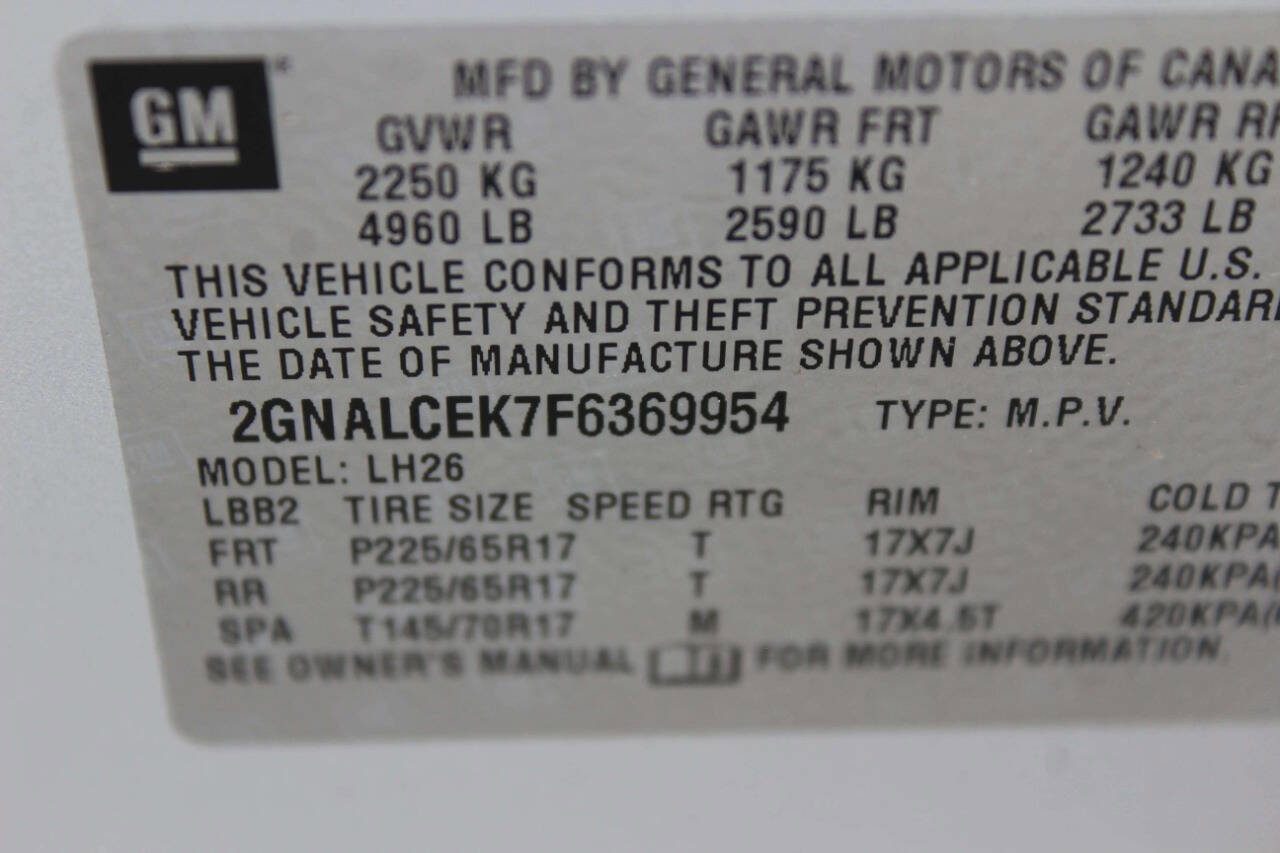 GM
MFD BY GENERAL MOTORS OF CANA
GVWR GAWR FRT GAWR RR
2250 KG 1175 KG 1240 KG
4960 LB 2590 LB 2733 LB
THIS VEHICLE CONFORMS TO ALL APPLICABLE U.S.
VEHICLE SAFETY AND THEFT PREVENTION STANDARD
THE DATE OF MANUFACTURE SHOWN ABOVE.
2GNALCEK7F6369954 TYPE: M.P.V.
MODEL: LH26
LBB2 TIRE SIZE SPEED RTG RIM COLD T
FRT P225/65R17 T 17X7J 240KPA
RR P225/65R17 T 17X7J 240KPA(
SPA T145/70R17 M 17X4.5T 420KPA(
SEE OWNER'S MANUAL FOR MORE INFORMATION.